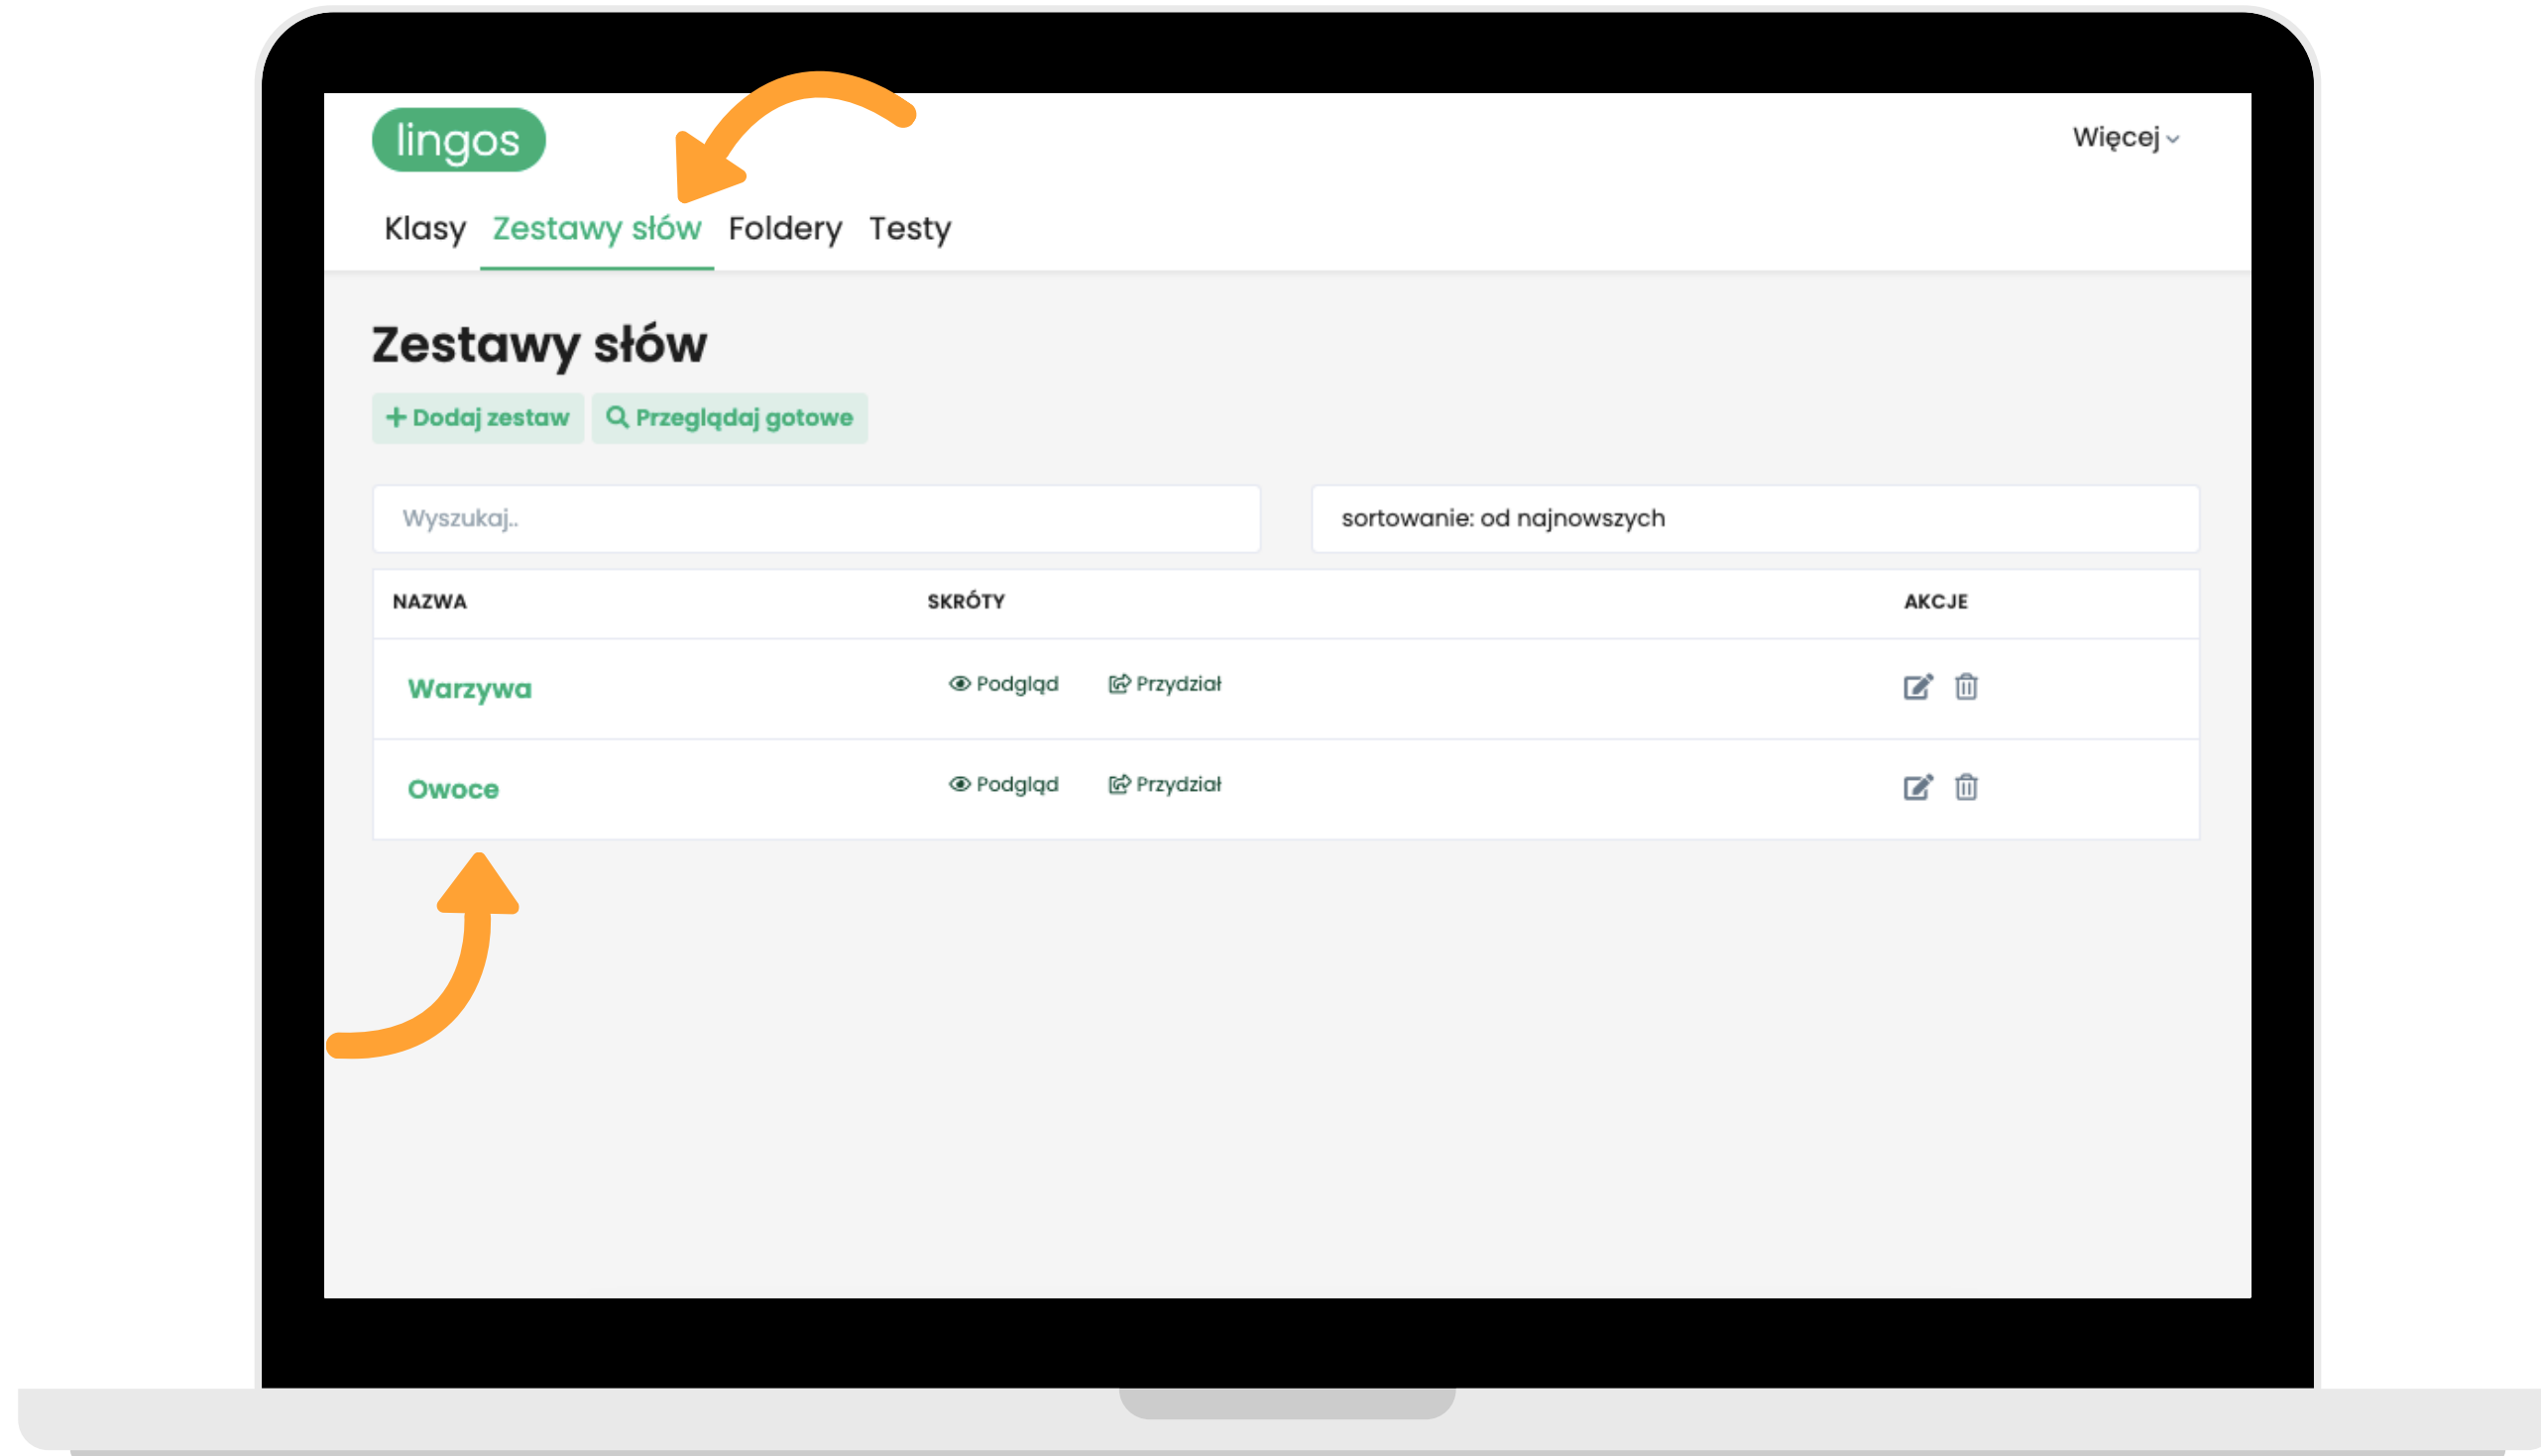 lingos
Więcej
Klasy Zestawy słów Foldery Testy
Zestawy słów
Dodaj zestaw Przeglądaj gotowe
Wyszukaj.. sortowanie: od najnowszych
NAZWA SKRÓTY AKCJE
Warzywa Podgląd Przydział
Owoce Podgląd Przydział